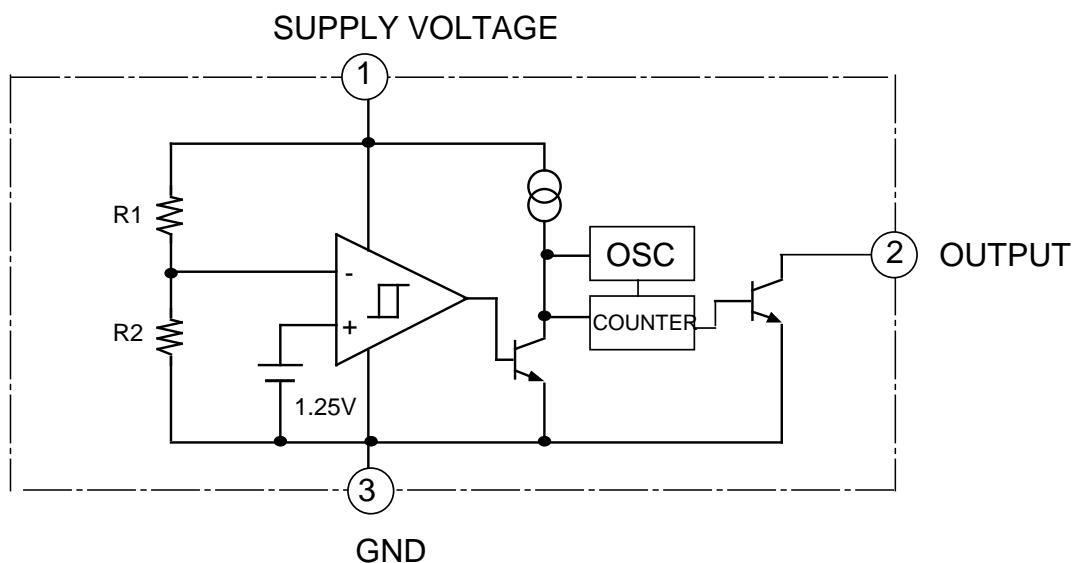 SUPPLY VOLTAGE
1
R1
OSC
2 OUTPUT
-
R2
+
COUNTER
1.25V
3
GND